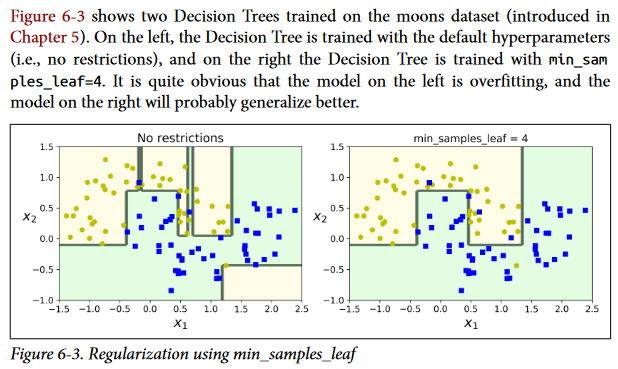 Figure 6-3 shows two Decision Trees trained on the moons dataset (introduced in
Chapter 5). On the left, the Decision Tree is trained with the default hyperparameters
(i.e., no restrictions), and on the right the Decision Tree is trained with min_sam
ples_leaf=4. It is quite obvious that the model on the left is overfitting, and the
model on the right will probably generalize better.
No restrictions
1.5
1.0
0.5
0.0
−0.5
−1.0
x2
−1.5 −1.0 −0.5 0.0 0.5 1.0 1.5 2.0 2.5
x1
min_samples_leaf = 4
1.5
1.0
0.5
0.0
−0.5
−1.0
x2
−1.5 −1.0 −0.5 0.0 0.5 1.0 1.5 2.0 2.5
x1
Figure 6-3. Regularization using min_samples_leaf